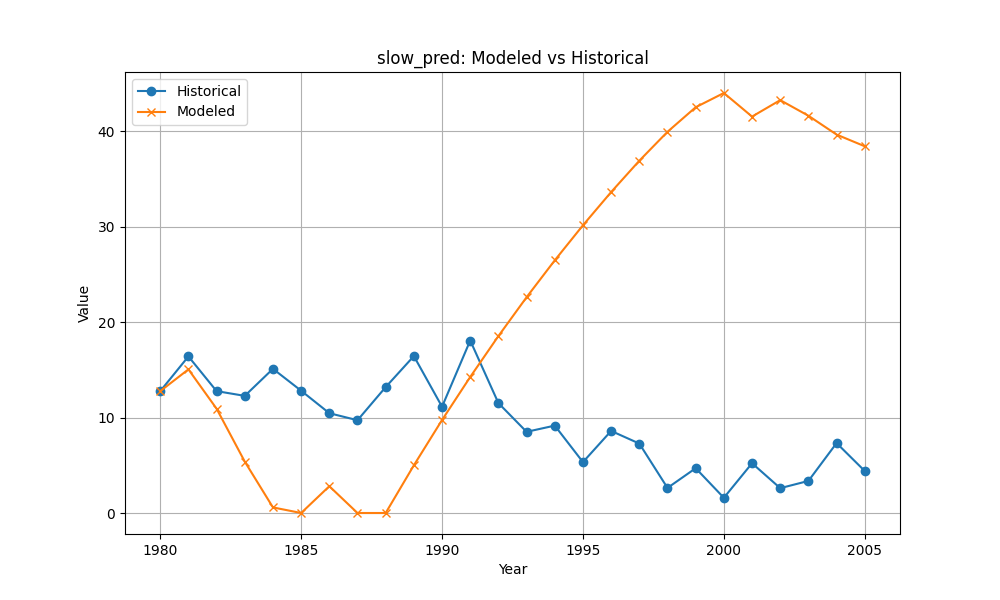 slow_pred: Modeled vs Historical
Historical
Modeled
Value
40
30
20
10
0
1980 1985 1990 1995 2000 2005
Year